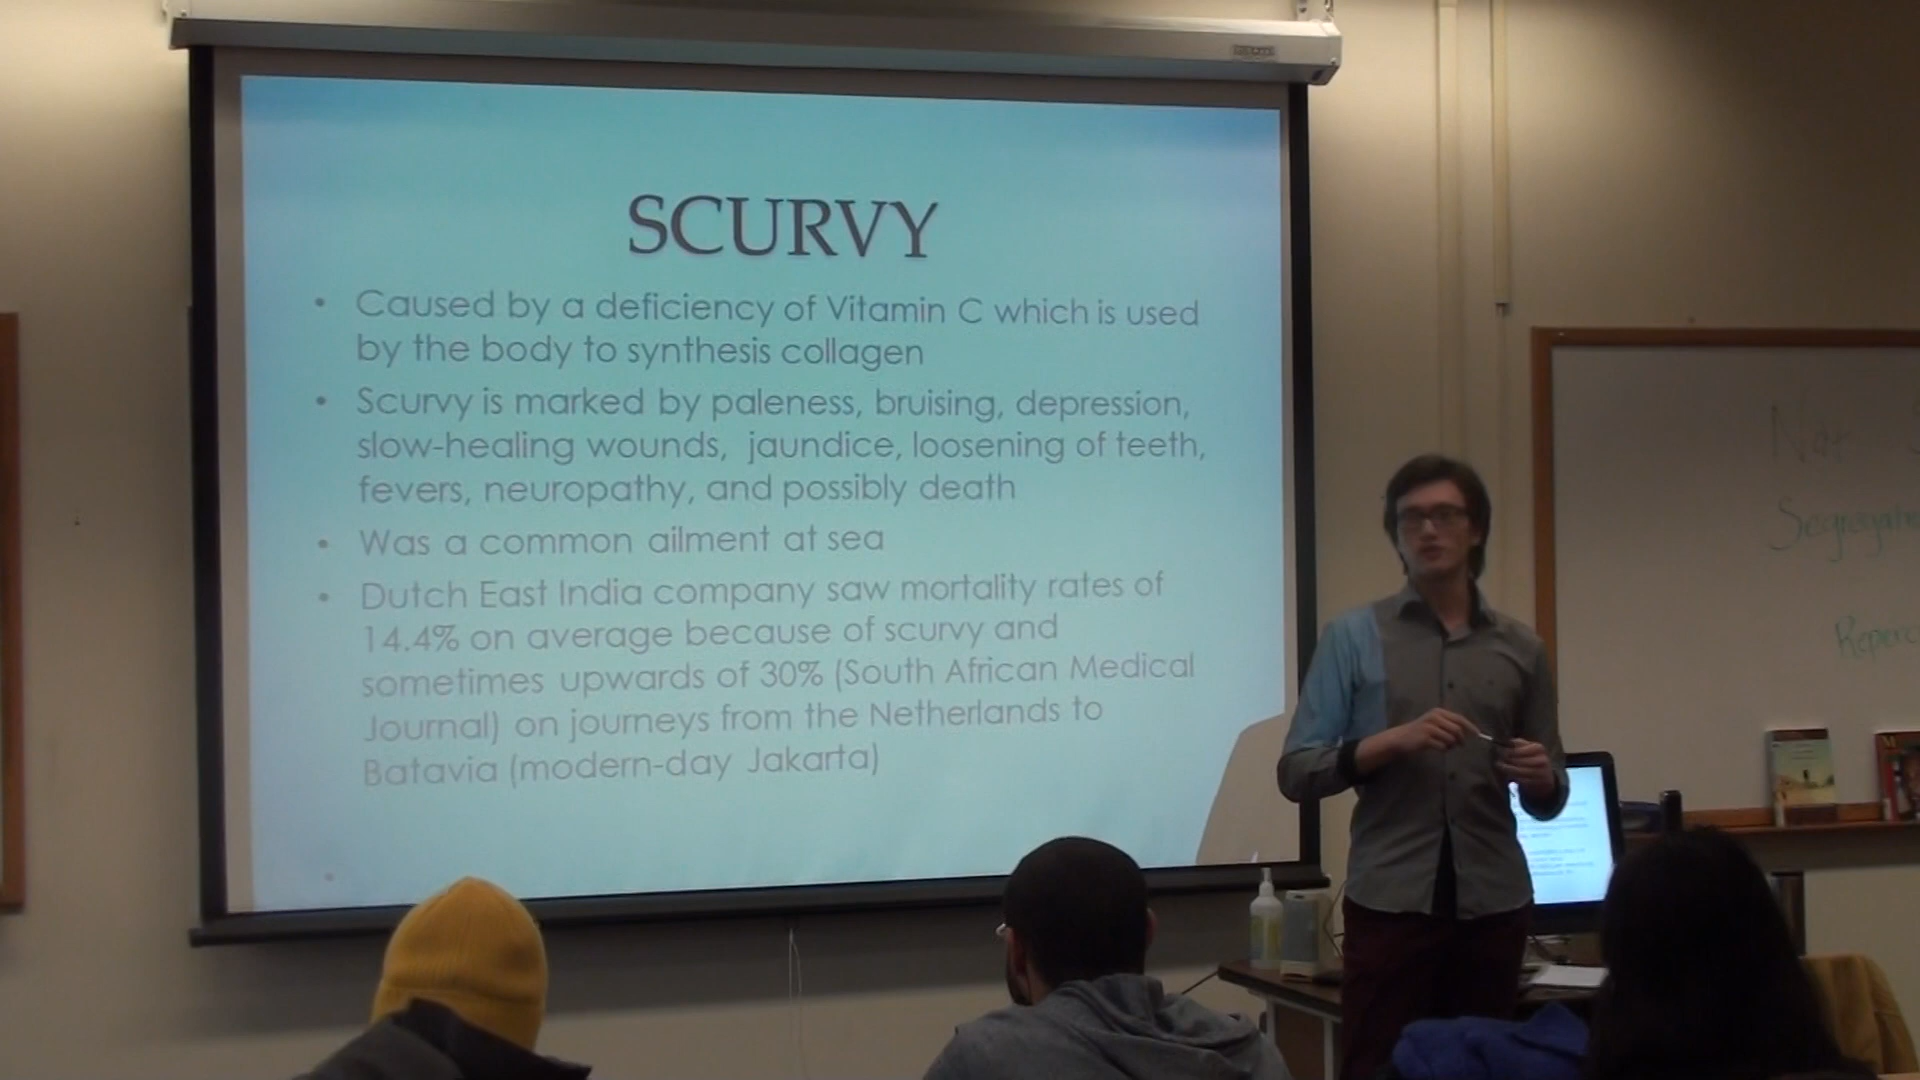 SCURVY
• Caused by a deficiency of Vitamin C which is used
by the body to synthesis collagen
• Scurvy is marked by paleness, bruising, depression,
slow-healing wounds, jaundice, loosening of teeth,
fevers, neuropathy, and possibly death
• Was a common ailment at sea
• Dutch East India company saw mortality rates of
14.4% on average because of scurvy and
sometimes upwards of 30% (South African Medical
Journal) on journeys from the Netherlands to
Batavia (modern-day Jakarta)
Nat